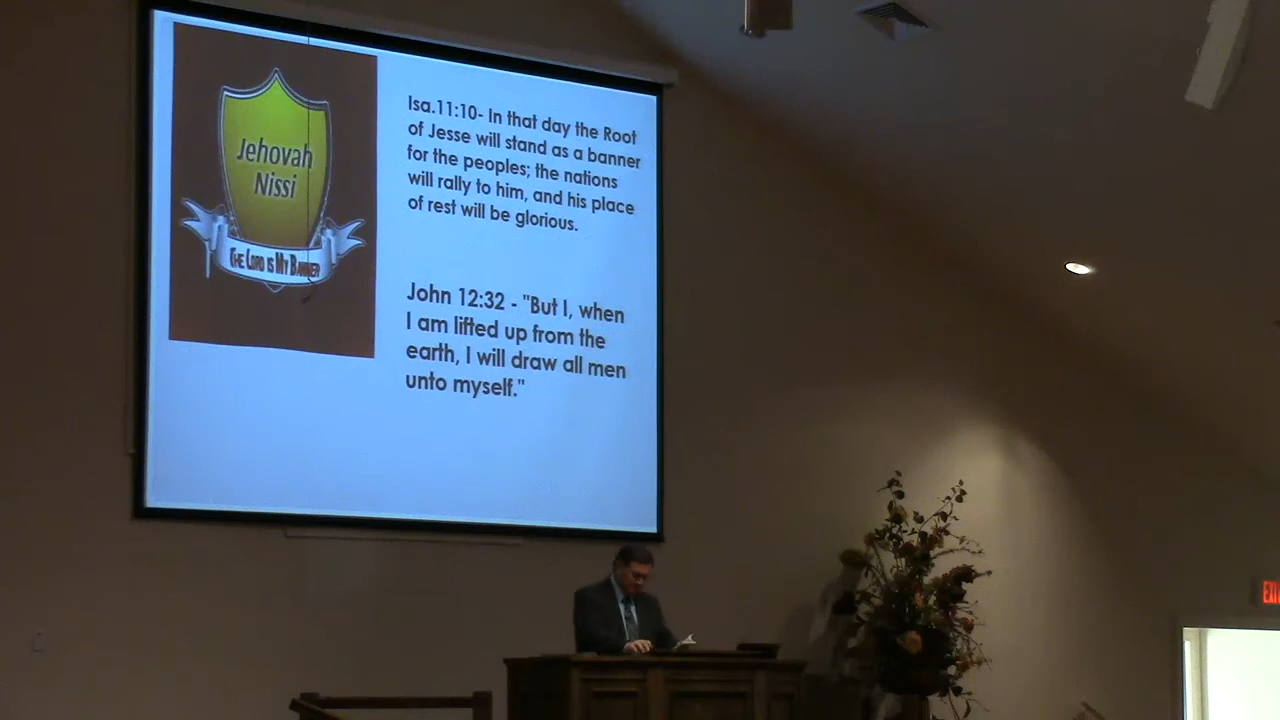 Jehovah
Nissi
THE LORD IS MY BANNER
Isa.11:10- In that day the Root
of Jesse will stand as a banner
for the peoples; the nations
will rally to him, and his place
of rest will be glorious.
John 12:32 - "But I, when
I am lifted up from the
earth, I will draw all men
unto myself."
EXI